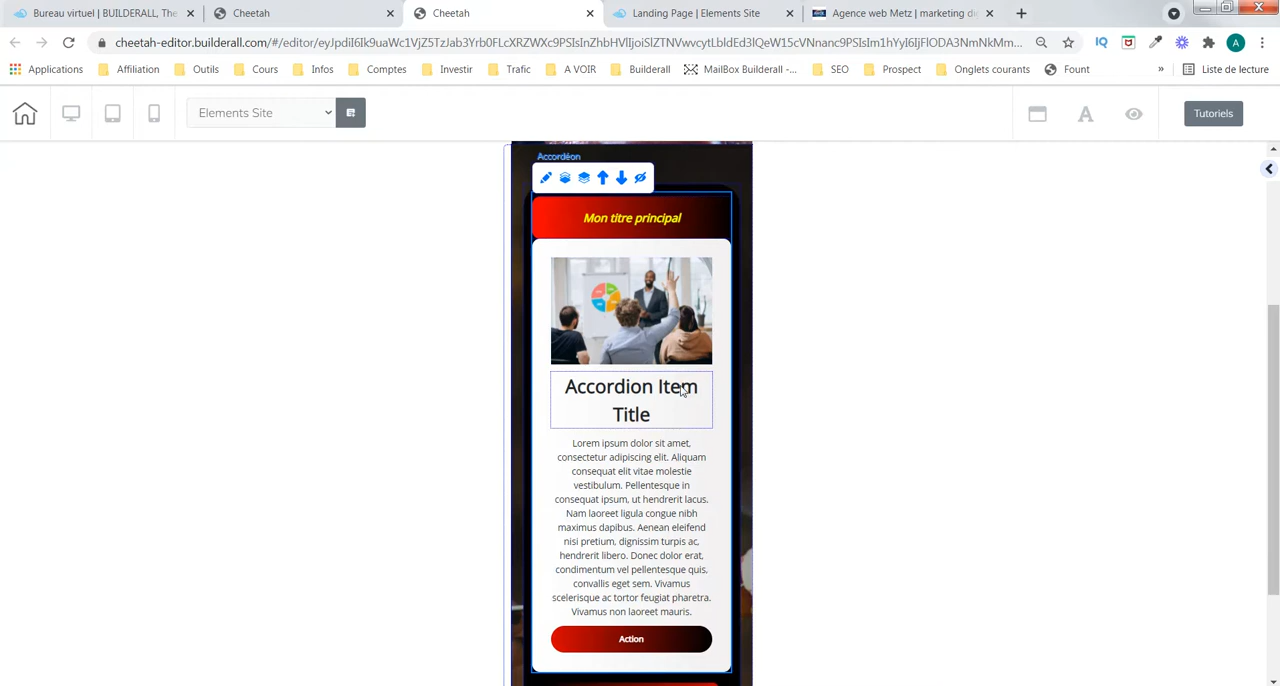 Bureau virtuel | BUILDERALL, The
Cheetah
Cheetah
Landing Page | Elements Site
Agence web Metz | marketing di
cheetah-editor.builderall.com/#/editor/
Applications
Affiliation
Outils
Cours
Infos
Comptes
Investir
Trafic
A VOIR
Builderall
MailBox Builderall -...
SEO
Prospect
Onglets courants
Fount
»
Liste de lecture
IQ
A
Elements Site
A
Tutoriels
Accordéon
Mon titre principal
Accordion Item
Title
Lorem ipsum dolor sit amet,
consectetur adipiscing elit. Aliquam
consequat elit vitae molestie
vestibulum. Pellentesque in
consequat ipsum, ut hendrerit lacus.
Nam laoreet ligula congue nibh
maximus dapibus. Aenean eleifend
nisi pretium, dignissim turpis ac,
hendrerit libero. Donec dolor erat,
condimentum vel pellentesque quis,
convallis eget sem. Vivamus
scelerisque ac tortor feugiat pharetra.
Vivamus non laoreet mauris.
Action